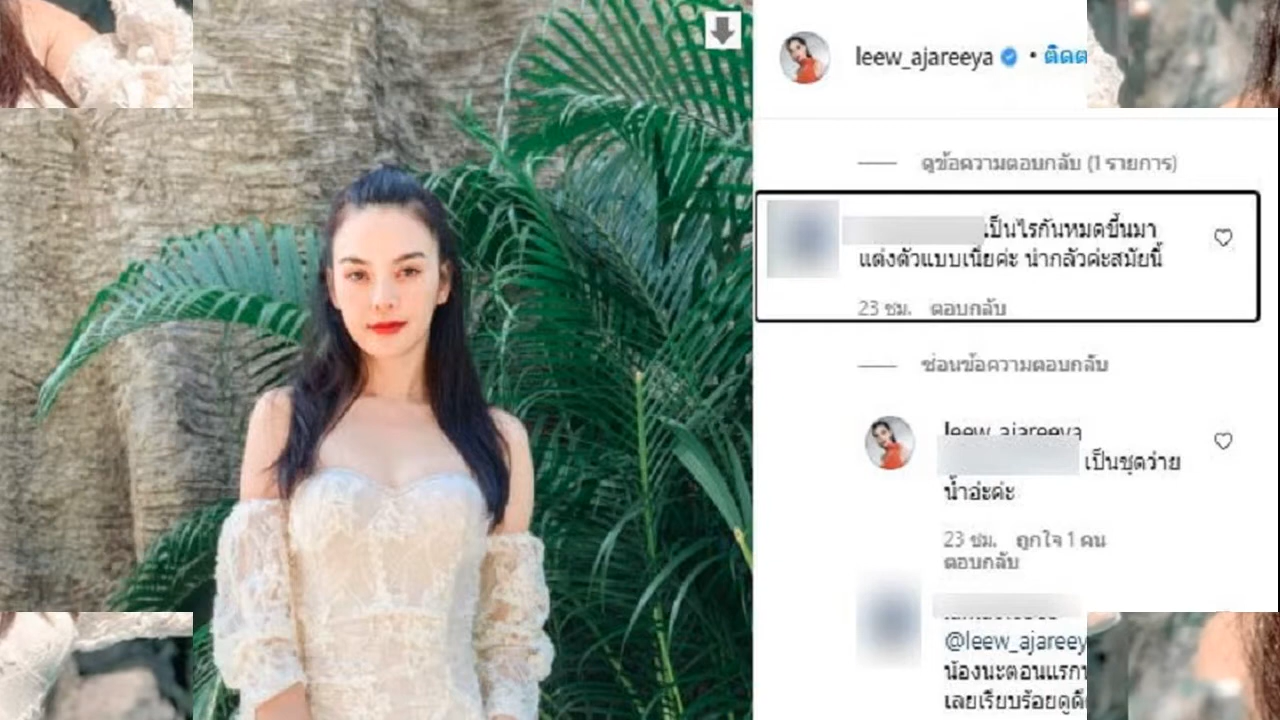 leew_ajareeya • ติดต
ดูข้อความตอบกลับ (1 รายการ)
เป็นไรกันหมดขึ้นมา
แต่งตัวแบบเนี้ยค่ะ น่ากลัวค่ะสมัยนี้
23 ชม. ตอบกลับ
ซ่อนข้อความตอบกลับ
leew_ajareeya
เป็นชุดว่าย
น้ำอ่ะค่ะ
23 ชม. ถูกใจ 1 คน
ตอบกลับ
@leew_ajareey
น้องนะตอนแรก
เลยเรียบร้อยดูดี